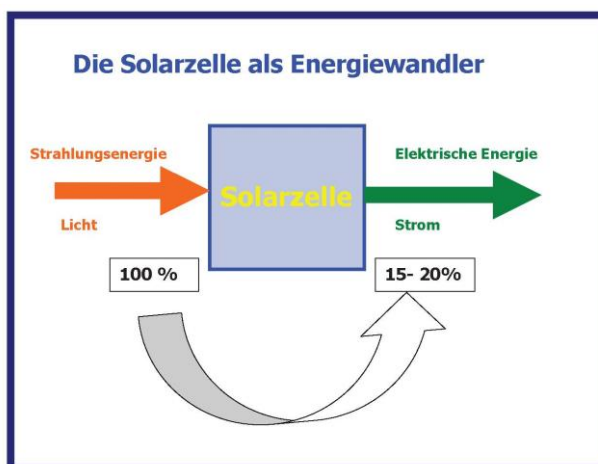 Die Solarzelle als Energiewandler
Strahlungsenergie
Elektrische Energie
Solarzelle
Licht
Strom
100 %
15- 20%